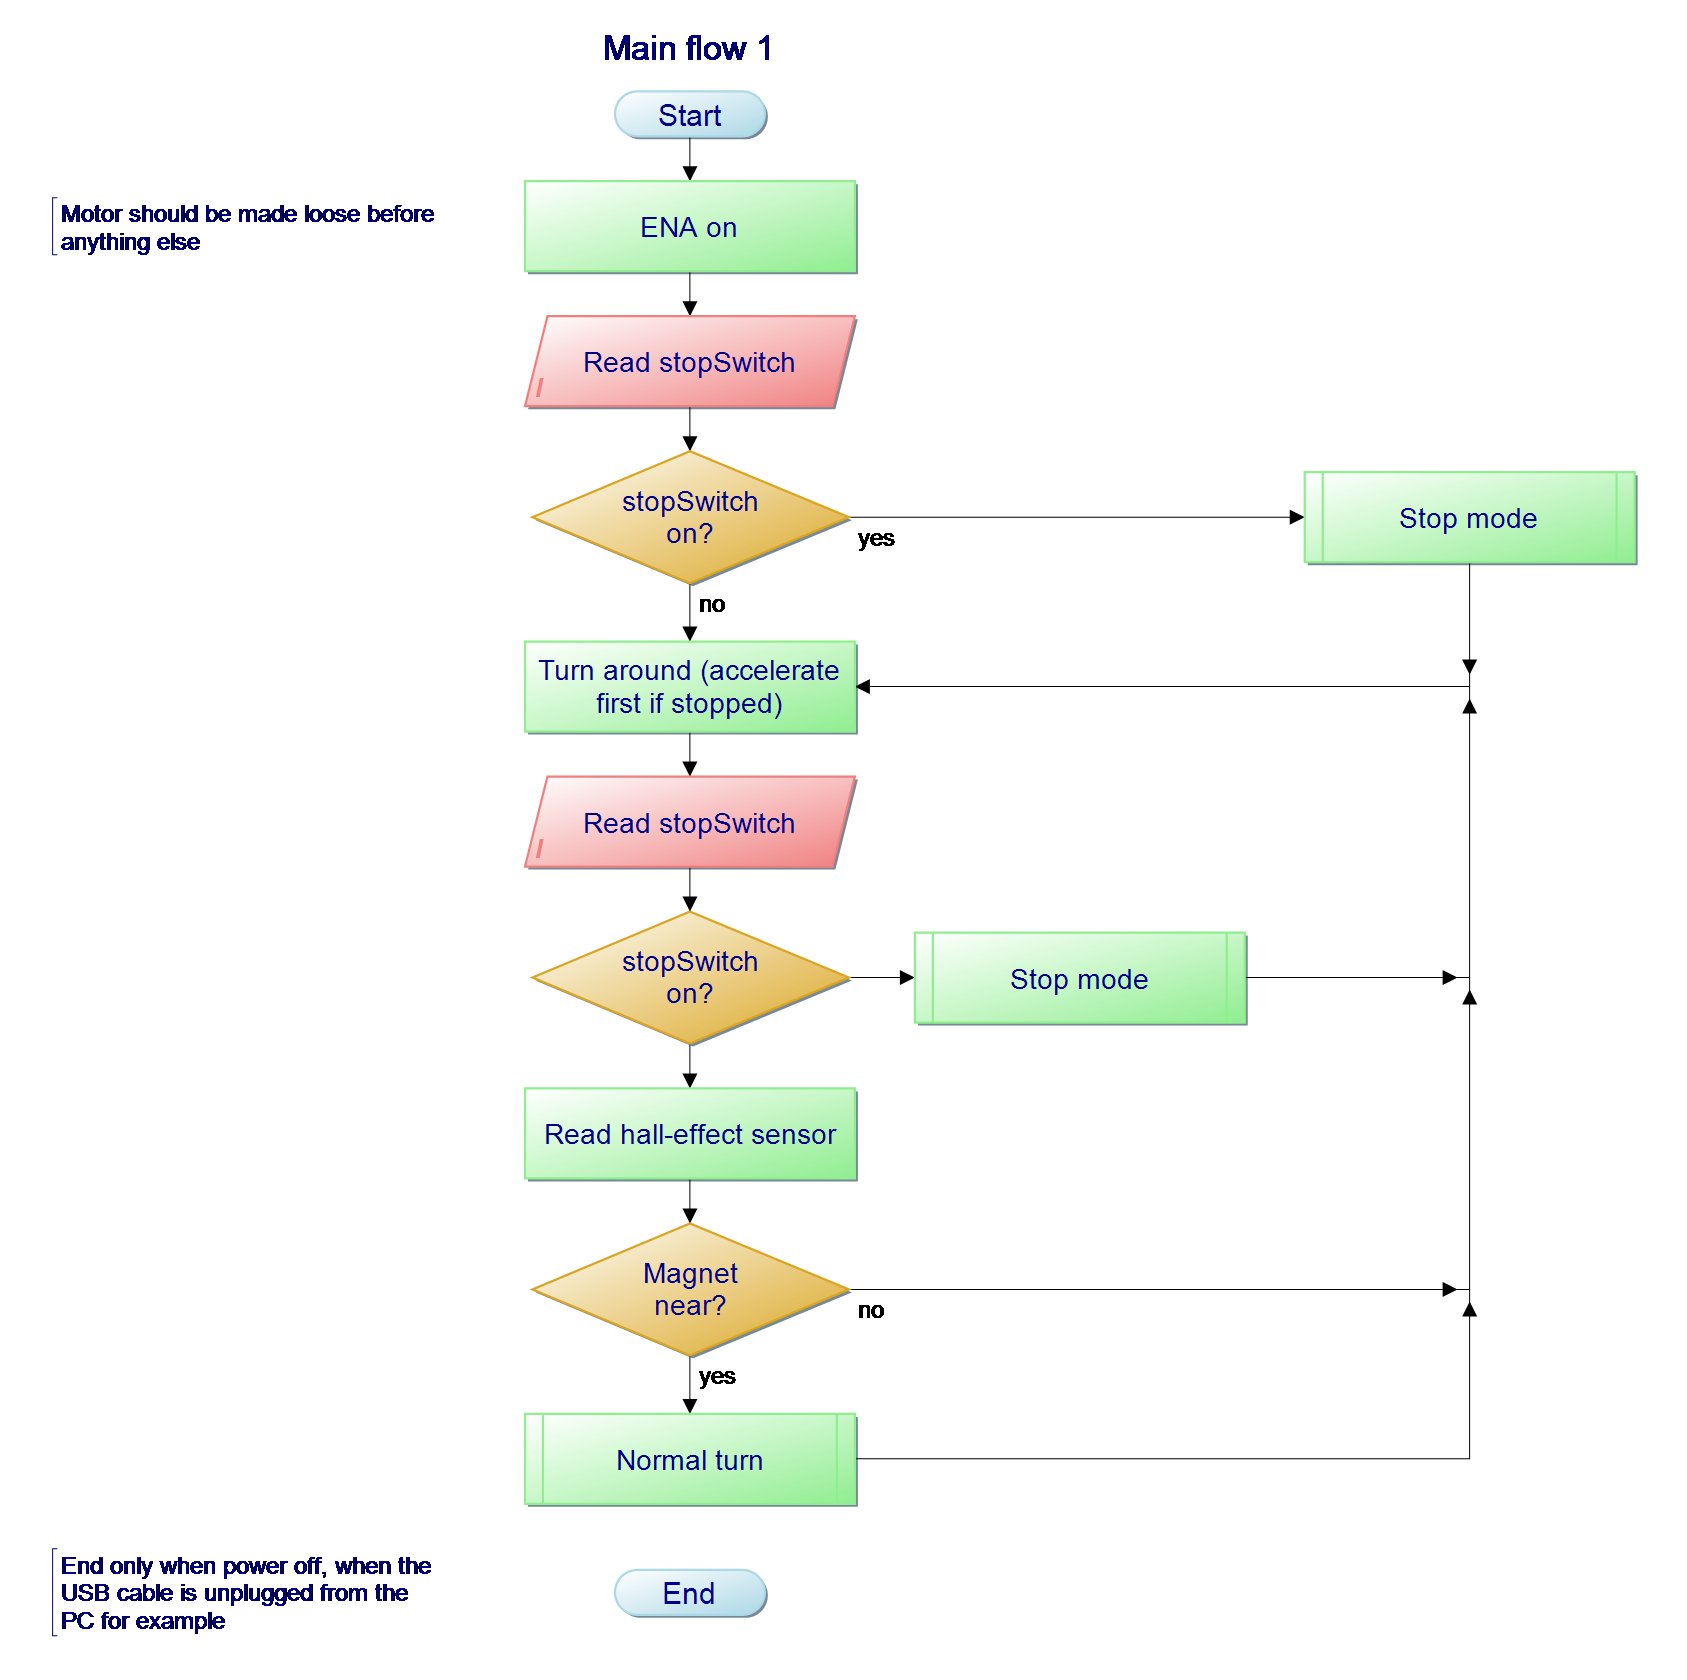 Main flow 1
Start
Motor should be made loose before
anything else
ENA on
Read stopSwitch
I
stopSwitch
on?
yes
Stop mode
no
Turn around (accelerate
first if stopped)
Read stopSwitch
I
stopSwitch
on?
Stop mode
Read hall-effect sensor
Magnet
near?
no
yes
Normal turn
End only when power off, when the
USB cable is unplugged from the
PC for example
End